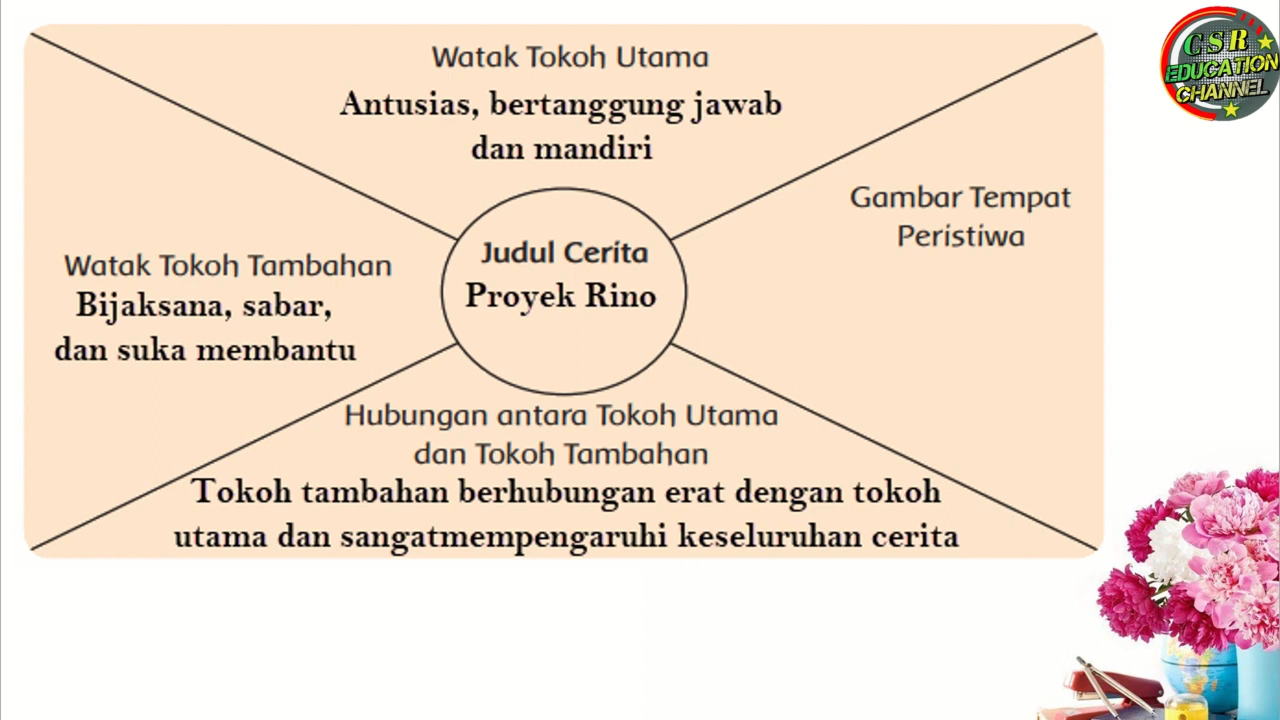 Watak Tokoh Utama
Antusias, bertanggung jawab
dan mandiri
Gambar Tempat
Peristiwa
Judul Cerita
Proyek Rino
Watak Tokoh Tambahan
Bijaksana, sabar,
dan suka membantu
Hubungan antara Tokoh Utama
dan Tokoh Tambahan
Tokoh tambahan berhubungan erat dengan tokoh
utama dan sangatmempengaruhi keseluruhan cerita
CSR
EDUCATION
CHANNEL